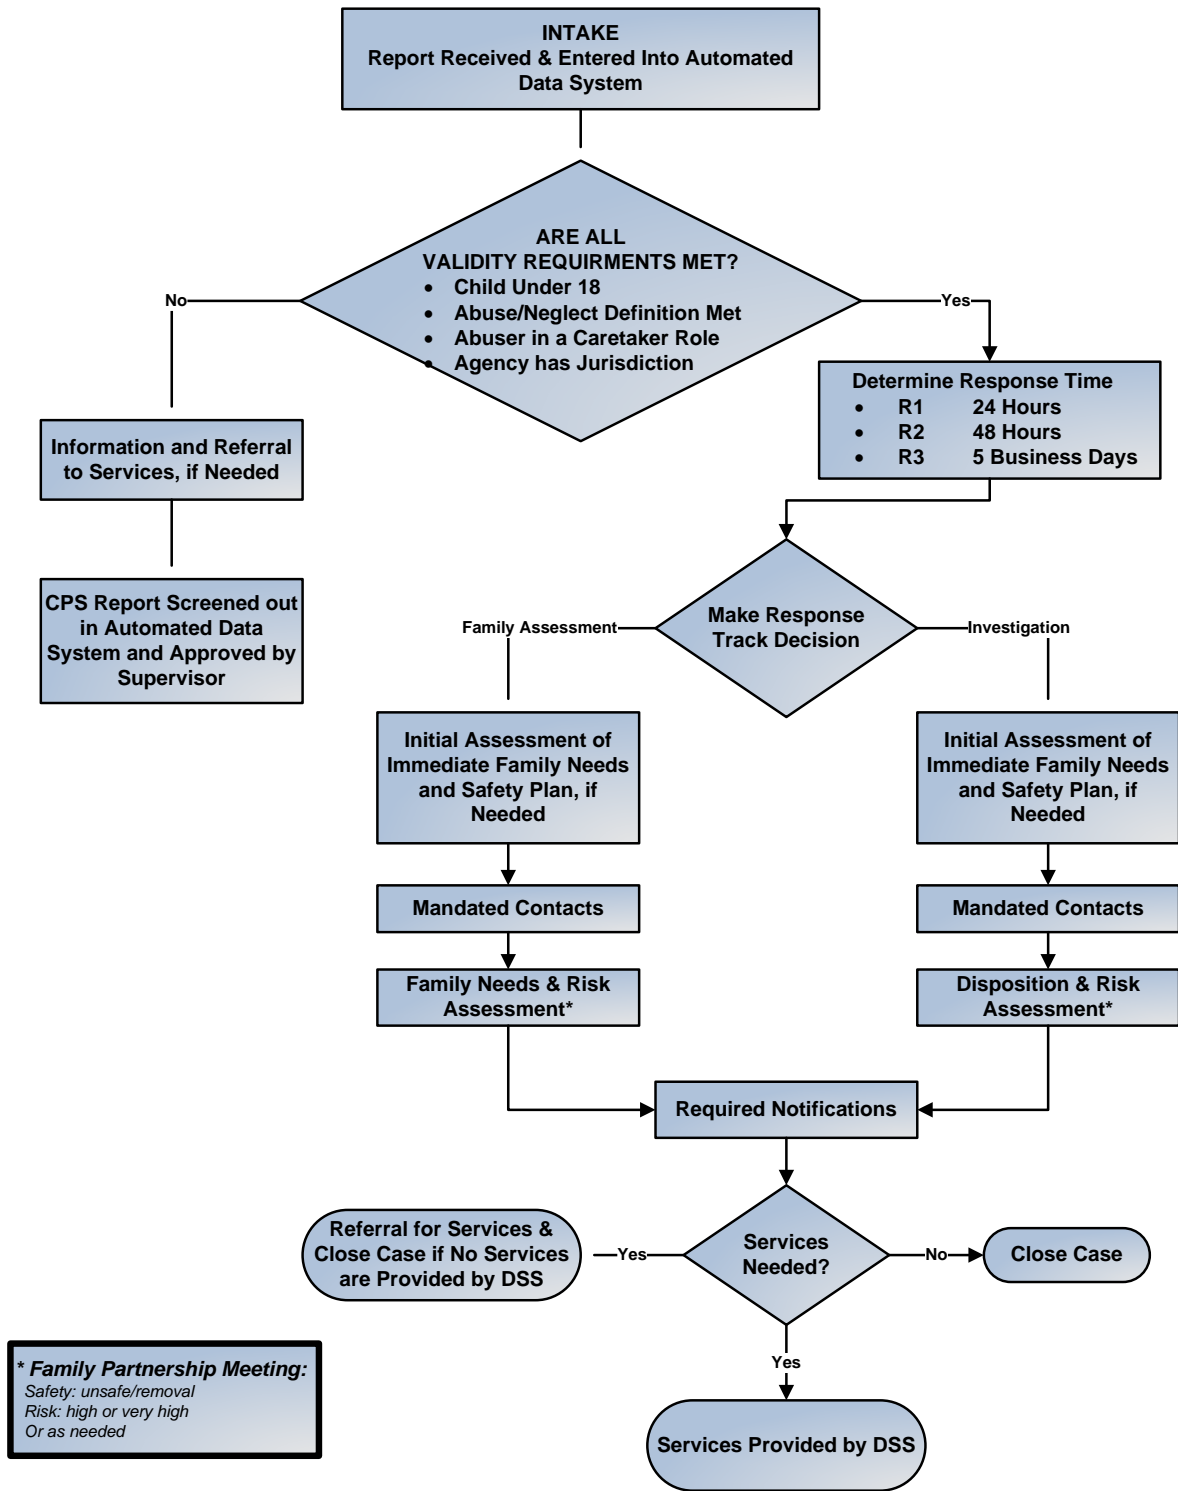 INTAKE
Report Received & Entered Into Automated
Data System
ARE ALL
VALIDITY REQUIRMENTS MET?
• Child Under 18
• Abuse/Neglect Definition Met
• Abuser in a Caretaker Role
• Agency has Jurisdiction
No
Yes
Information and Referral
to Services, if Needed
Determine Response Time
• R1 24 Hours
• R2 48 Hours
• R3 5 Business Days
CPS Report Screened out
in Automated Data
System and Approved by
Supervisor
Make Response
Track Decision
Family Assessment
Investigation
Initial Assessment of
Immediate Family Needs
and Safety Plan, if
Needed
Initial Assessment of
Immediate Family Needs
and Safety Plan, if
Needed
Mandated Contacts
Mandated Contacts
Family Needs & Risk
Assessment*
Disposition & Risk
Assessment*
Required Notifications
Referral for Services &
Close Case if No Services
are Provided by DSS
Yes
Services
Needed?
No
Close Case
Yes
Services Provided by DSS
* Family Partnership Meeting:
Safety: unsafe/removal
Risk: high or very high
Or as needed